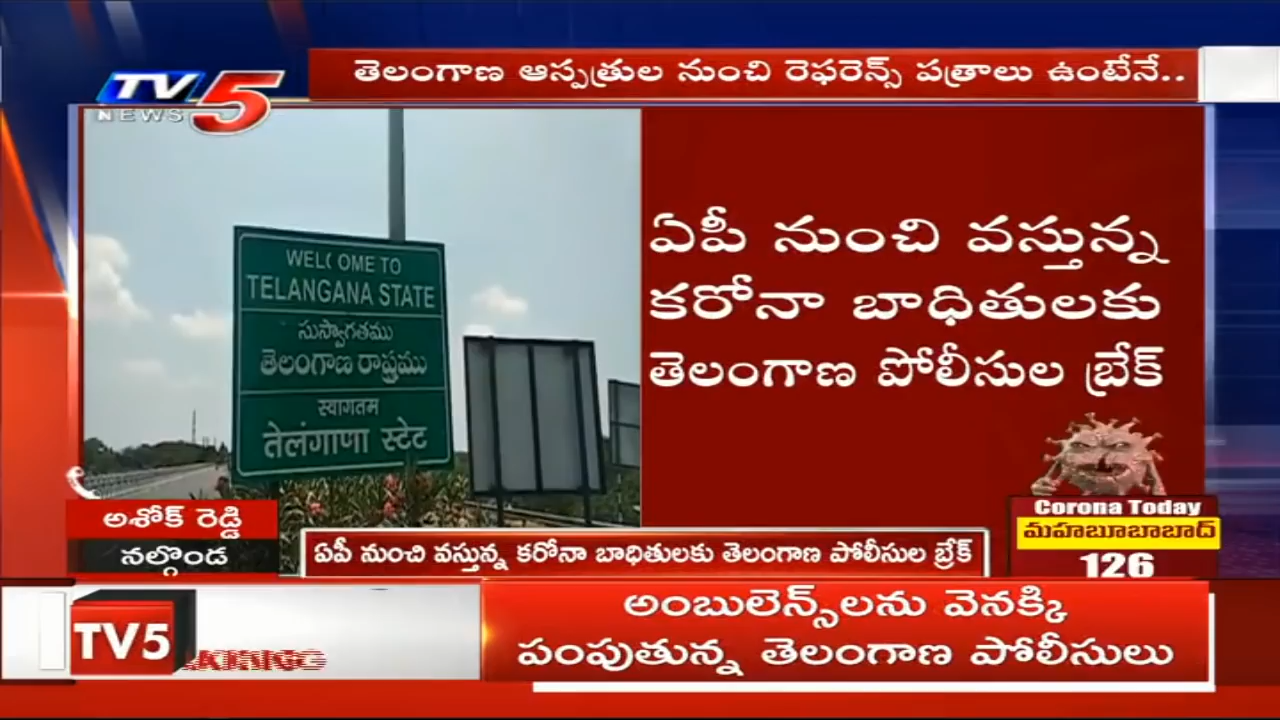 తెలంగాణ ఆస్పత్రుల నుంచి రెఫరెన్స్ పత్రాలు ఉంటేనే..
TV5
NEWS
WELCOME TO
TELANGANA STATE
సుస్వాగతము
తెలంగాణ రాష్ట్రము
स्वागतम
तेलंगाणा स्टेट
ఏపీ నుంచి వస్తున్న
కరోనా బాధితులకు
తెలంగాణ పోలీసుల బ్రేక్
అశోక్ రెడ్డి
నల్గొండ
ఏపీ నుంచి వస్తున్న కరోనా బాధితులకు తెలంగాణ పోలీసుల బ్రేక్
Corona Today
మహబూబాబాద్
126
TV5
అంబులెన్స్‌లను వెనక్కి
పంపుతున్న తెలంగాణ పోలీసులు